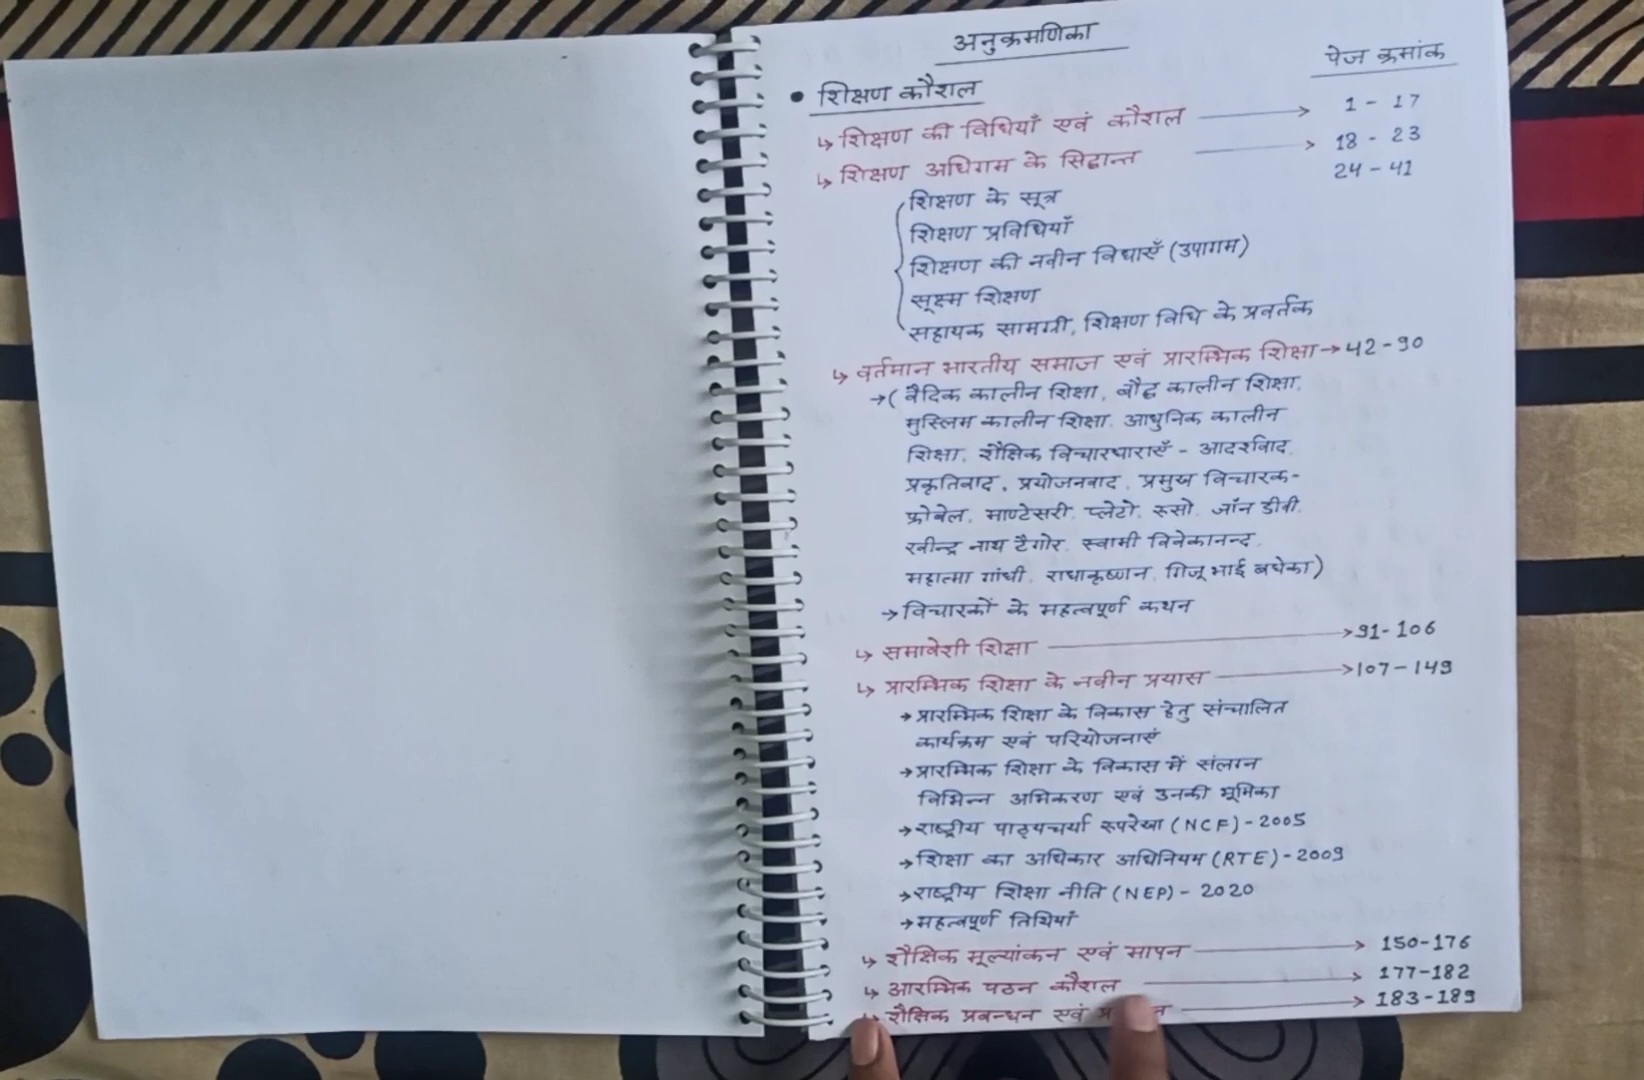 अनुक्रमणिका
पेज क्रमांक
• शिक्षण कौशल
↳ शिक्षण की विधियाँ एवं कौशल → 1 - 17
↳ शिक्षण अधिगम के सिद्वान्त → 18 - 23
24 - 41
शिक्षण के सूत्र
शिक्षण प्रविधियाँ
शिक्षण की नवीन विधाएँ (उपागम)
सूक्ष्म शिक्षण
सहायक सामग्री, शिक्षण विधि के प्रवर्तक
↳ वर्तमान भारतीय समाज एवं प्रारम्भिक शिक्षा → 42 - 90
→ ( वैदिक कालीन शिक्षा, बौद्ध कालीन शिक्षा,
मुस्लिम कालीन शिक्षा, आधुनिक कालीन
शिक्षा, शैक्षिक विचारधाराएँ - आदर्शवाद,
प्रकृतिवाद, प्रयोजनवाद, प्रमुख विचारक-
फ्रोबेल, माण्टेसरी, प्लेटो, रूसो, जॉन डीवी,
रवीन्द्र नाथ टैगोर, स्वामी विवेकानन्द,
महात्मा गांधी, राधाकृष्णन, गिजू भाई बधेका)
→ विचारकों के महत्वपूर्ण कथन
↳ समावेशी शिक्षा → 91 - 106
↳ प्रारम्भिक शिक्षा के नवीन प्रयास → 107 - 149
→ प्रारम्भिक शिक्षा के विकास हेतु संचालित
कार्यक्रम एवं परियोजनाएं
→ प्रारम्भिक शिक्षा के विकास में संलग्न
विभिन्न अभिकरण एवं उनकी भूमिका
→ राष्ट्रीय पाठ्यचर्या रूपरेखा (NCF) - 2005
→ शिक्षा का अधिकार अधिनियम (RTE) - 2009
→ राष्ट्रीय शिक्षा नीति (NEP) - 2020
→ महत्वपूर्ण तिथियाँ
↳ शैक्षिक मूल्यांकन एवं मापन → 150-176
↳ आरम्भिक पठन कौशल → 177-182
↳ शैक्षिक प्रबन्धन एवं → 183-189